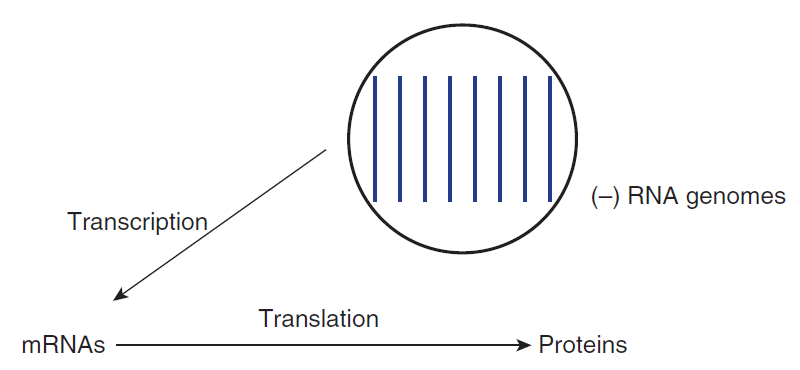 (–) RNA genomes
Transcription
Translation
mRNAs
Proteins